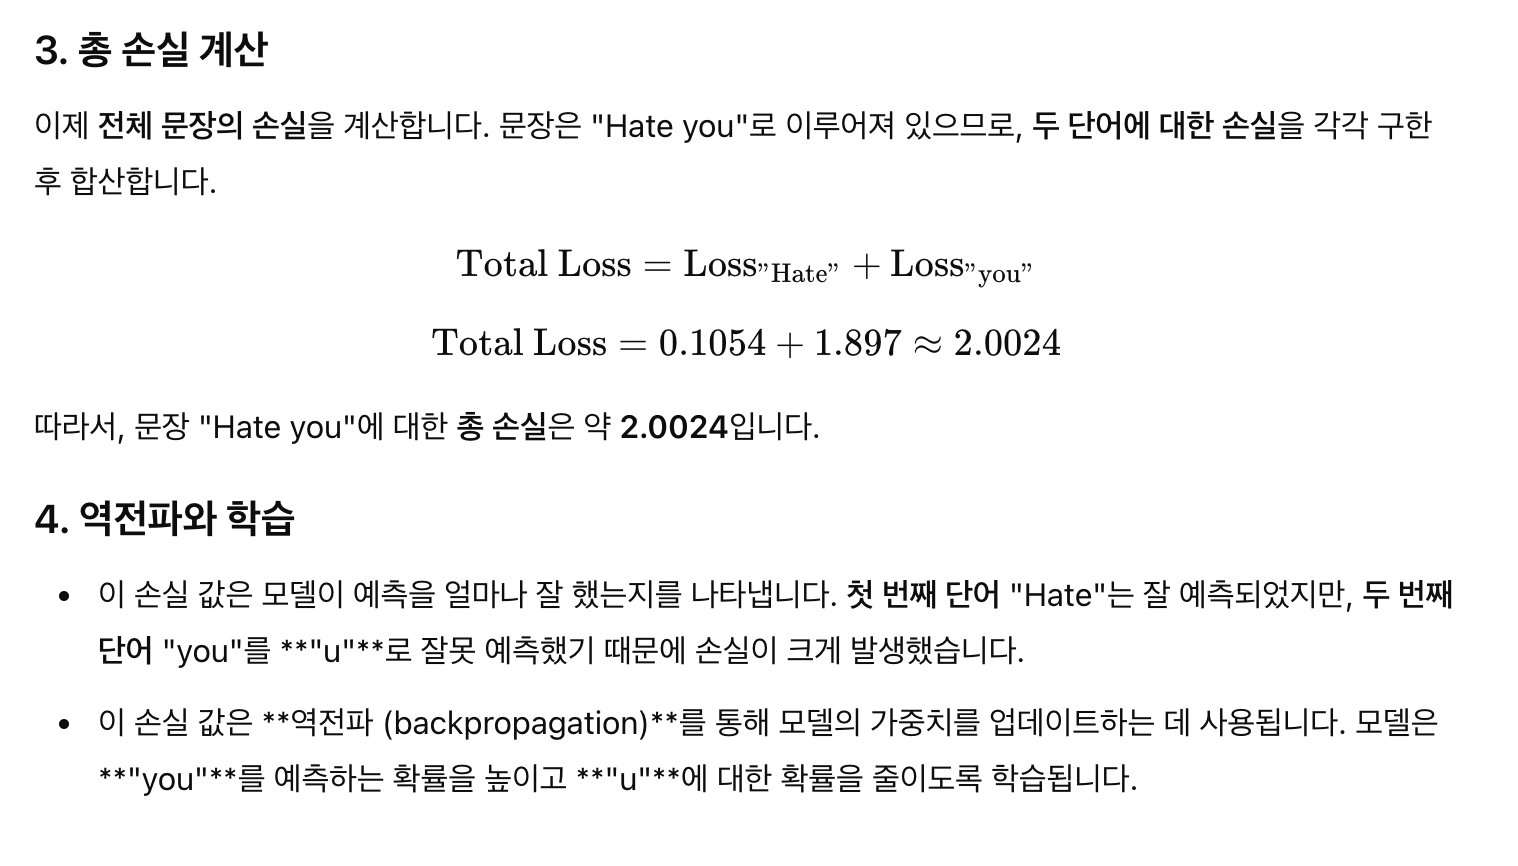 3. 총 손실 계산
이제 전체 문장의 손실을 계산합니다. 문장은 "Hate you"로 이루어져 있으므로, 두 단어에 대한 손실을 각각 구한
후 합산합니다.
Total Loss = Loss”Hate” + Loss”you”
Total Loss = 0.1054 + 1.897 ≈ 2.0024
따라서, 문장 "Hate you"에 대한 총 손실은 약 2.0024입니다.
4. 역전파와 학습
• 이 손실 값은 모델이 예측을 얼마나 잘 했는지를 나타냅니다. 첫 번째 단어 "Hate"는 잘 예측되었지만, 두 번째
단어 "you"를 **"u"**로 잘못 예측했기 때문에 손실이 크게 발생했습니다.
• 이 손실 값은 **역전파 (backpropagation)**를 통해 모델의 가중치를 업데이트하는 데 사용됩니다. 모델은
**"you"**를 예측하는 확률을 높이고 **"u"**에 대한 확률을 줄이도록 학습됩니다.